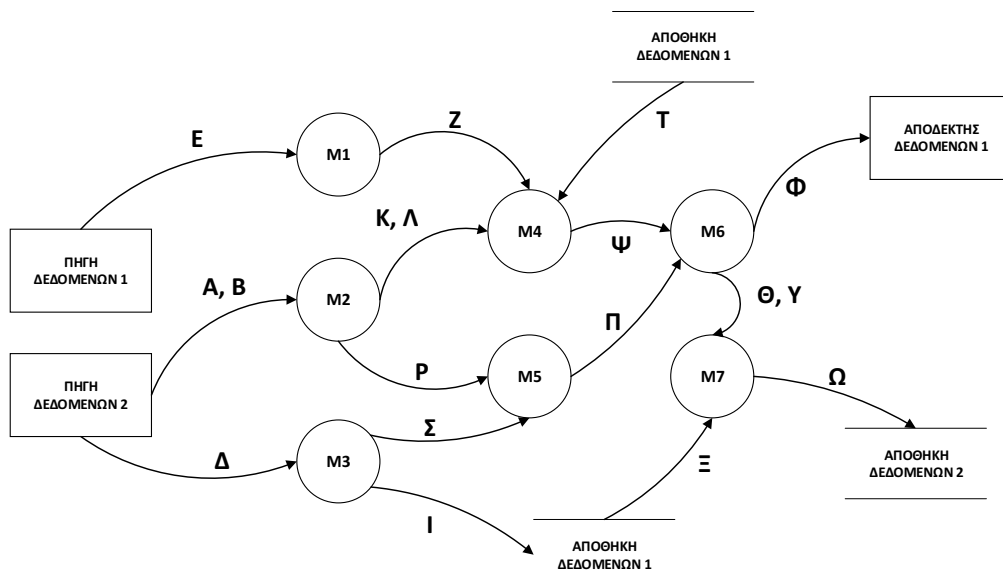 ΑΠΟΘΗΚΗ
ΔΕΔΟΜΕΝΩΝ 1
Τ
Ε
Μ1
Ζ
ΑΠΟΔΕΚΤΗΣ
ΔΕΔΟΜΕΝΩΝ 1
Φ
Κ, Λ
Μ4
Ψ
Μ6
ΠΗΓΗ
ΔΕΔΟΜΕΝΩΝ 1
Α, Β
Μ2
Θ, Υ
Π
ΠΗΓΗ
ΔΕΔΟΜΕΝΩΝ 2
Ρ
Μ5
Μ7
Ω
Σ
Δ
Μ3
Ξ
ΑΠΟΘΗΚΗ
ΔΕΔΟΜΕΝΩΝ 2
Ι
ΑΠΟΘΗΚΗ
ΔΕΔΟΜΕΝΩΝ 1